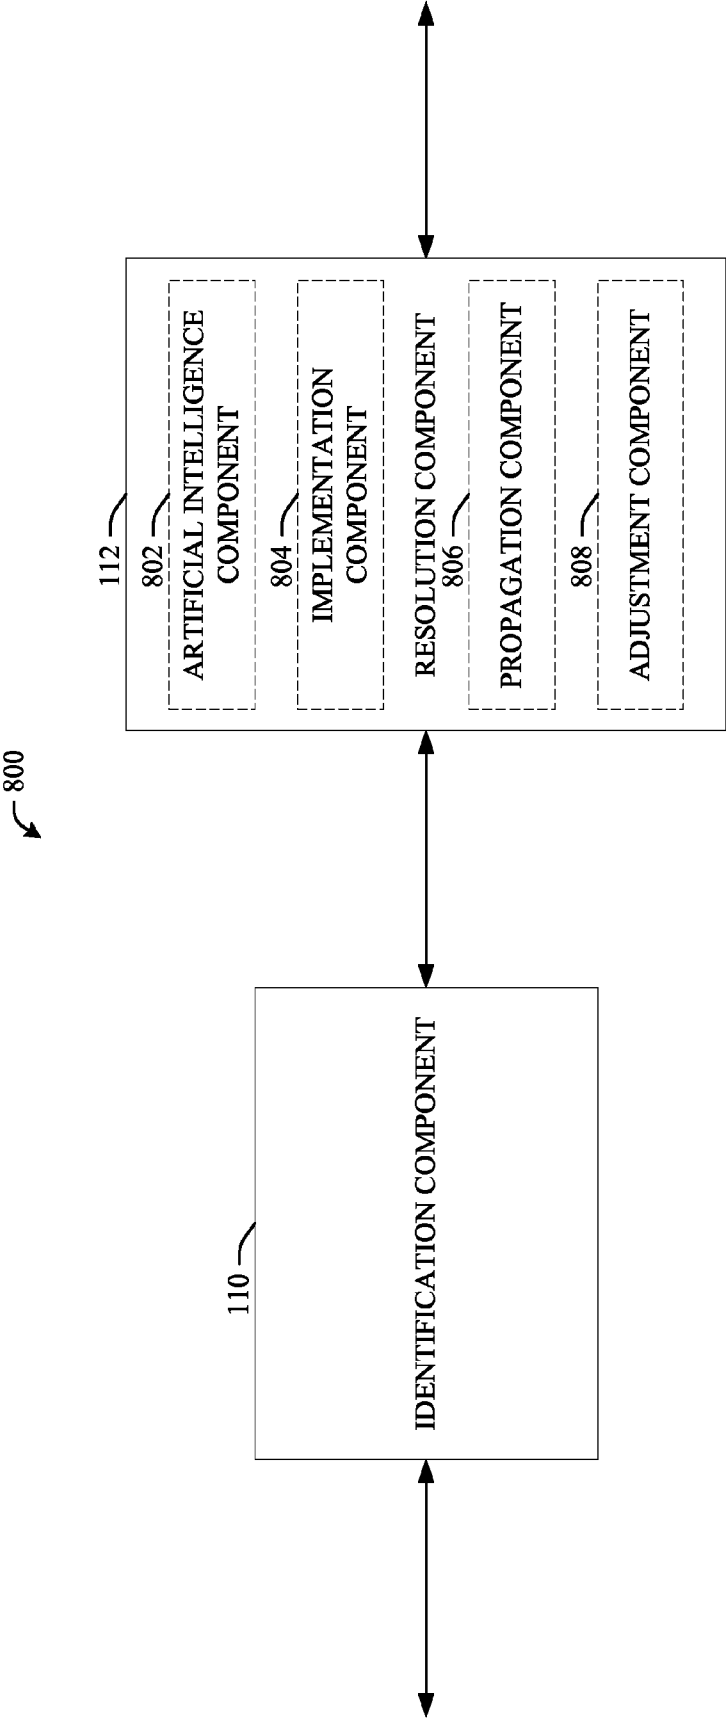 800
110
IDENTIFICATION COMPONENT
112
802
ARTIFICIAL INTELLIGENCE
COMPONENT
804
IMPLEMENTATION
COMPONENT
RESOLUTION COMPONENT
806
PROPAGATION COMPONENT
808
ADJUSTMENT COMPONENT